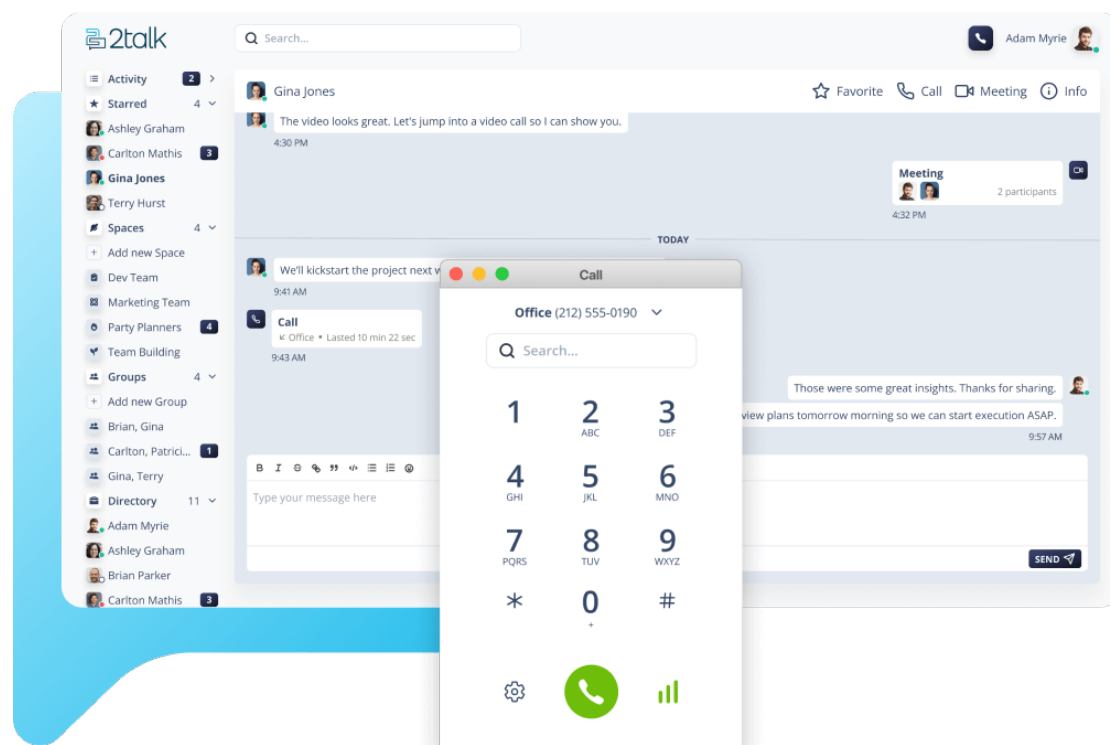 2talk
Search...
Adam Myrie
Activity 2
Starred 4
Ashley Graham
Carlton Mathis 3
Gina Jones
Terry Hurst
Spaces 4
Add new Space
Dev Team
Marketing Team
Party Planners 4
Team Building
Groups 4
Add new Group
Brian, Gina
Carlton, Patrici... 1
Gina, Terry
Directory 11
Adam Myrie
Ashley Graham
Brian Parker
Carlton Mathis 3
Gina Jones
Favorite Call Meeting Info
The video looks great. Let's jump into a video call so I can show you.
4:30 PM
Meeting
2 participants
4:32 PM
TODAY
We'll kickstart the project next
9:41 AM
Call
Office • Lasted 10 min 22 sec
9:43 AM
Those were some great insights. Thanks for sharing.
view plans tomorrow morning so we can start execution ASAP.
9:57 AM
B I S
Type your message here
SEND
Call
Office (212) 555-0190
Search...
1 2 3
ABC DEF
4 5 6
GHI JKL MNO
7 8 9
PQRS TUV WXYZ
* 0 #
+